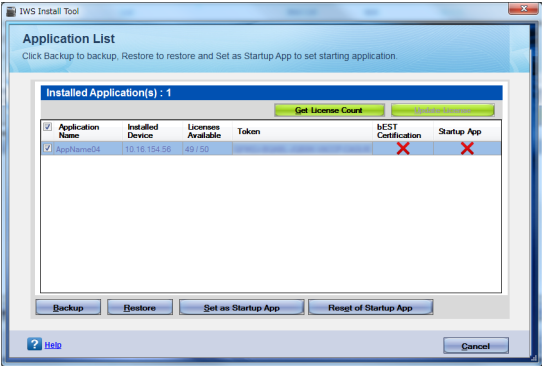 IWS Install Tool
Application List
Click Backup to backup, Restore to restore and Set as Startup App to set starting application.
Installed Application(s) : 1
Get License Count
Update License
Application Name
Installed Device
Licenses Available
Token
bEST Certification
Startup App
AppName04
10.16.154.56
49 / 50
Backup
Restore
Set as Startup App
Reset of Startup App
Help
Cancel